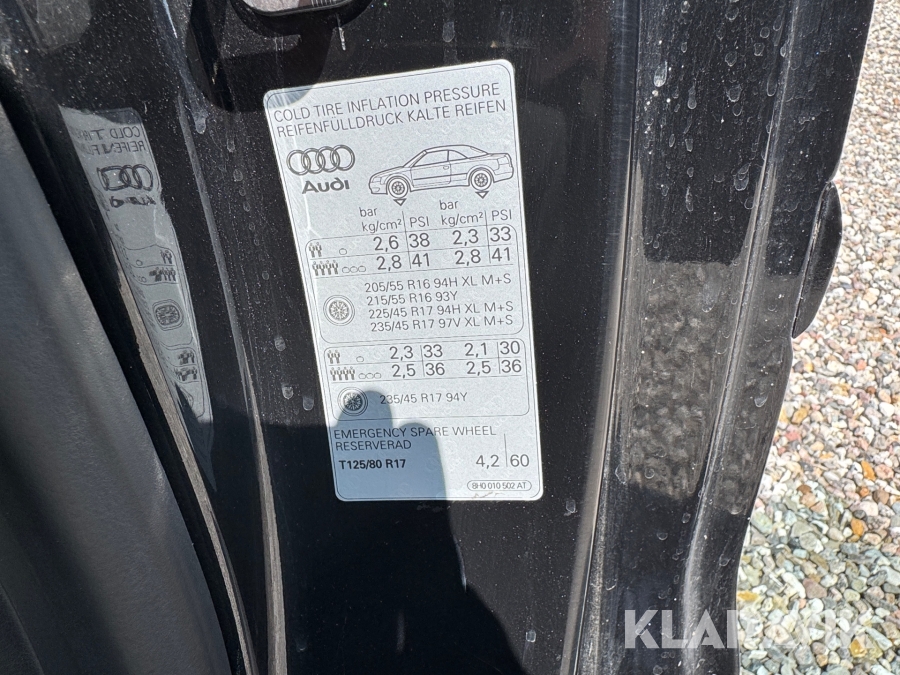 COLD TIRE INFLATION PRESSURE
REIFENFÜLLDRUCK KALTE REIFEN
Audi
bar PSI bar PSI
kg/cm² kg/cm²
2,6 38 2,3 33
2,8 41 2,8 41
205/55 R16 94H XL M+S
215/55 R16 93Y
225/45 R17 94H XL M+S
235/45 R17 97V XL M+S
2,3 33 2,1 30
2,5 36 2,5 36
235/45 R17 94Y
EMERGENCY SPARE WHEEL
RESERVERAD
T125/80 R17 4,2 60
8H0 010 502 AT